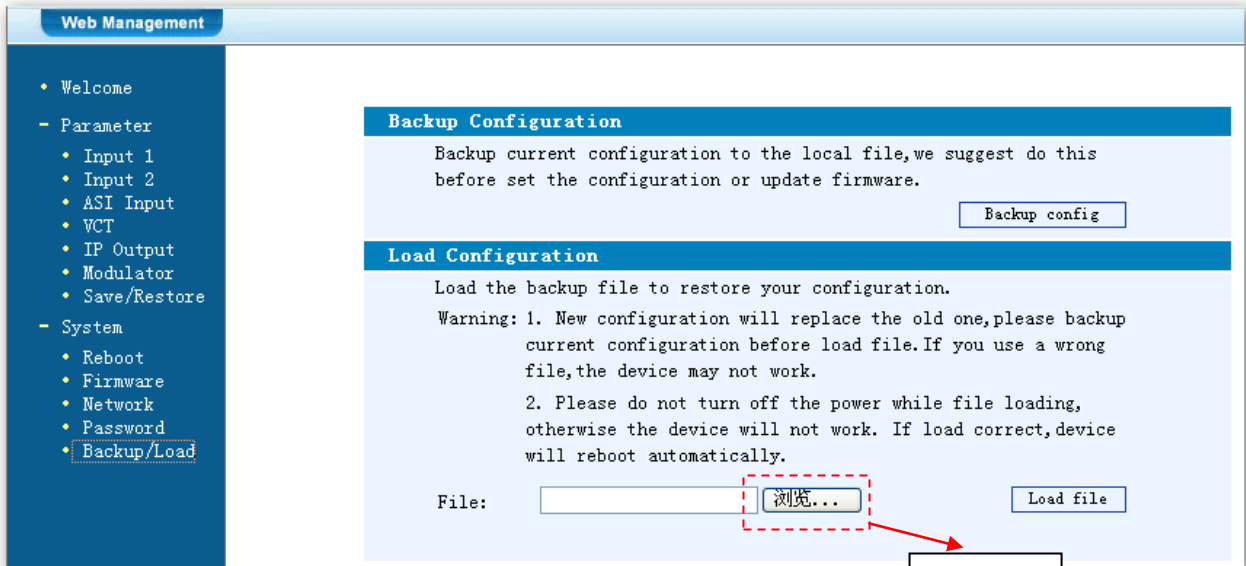 Web Management
Welcome
Parameter
Input 1
Input 2
ASI Input
VCT
IP Output
Modulator
Save/Restore
System
Reboot
Firmware
Network
Password
Backup/Load
Backup Configuration
Backup current configuration to the local file,we suggest do this
before set the configuration or update firmware.
Backup config
Load Configuration
Load the backup file to restore your configuration.
Warning: 1. New configuration will replace the old one,please backup
current configuration before load file.If you use a wrong
file,the device may not work.
2. Please do not turn off the power while file loading,
otherwise the device will not work. If load correct,device
will reboot automatically.
File: 浏览... Load file